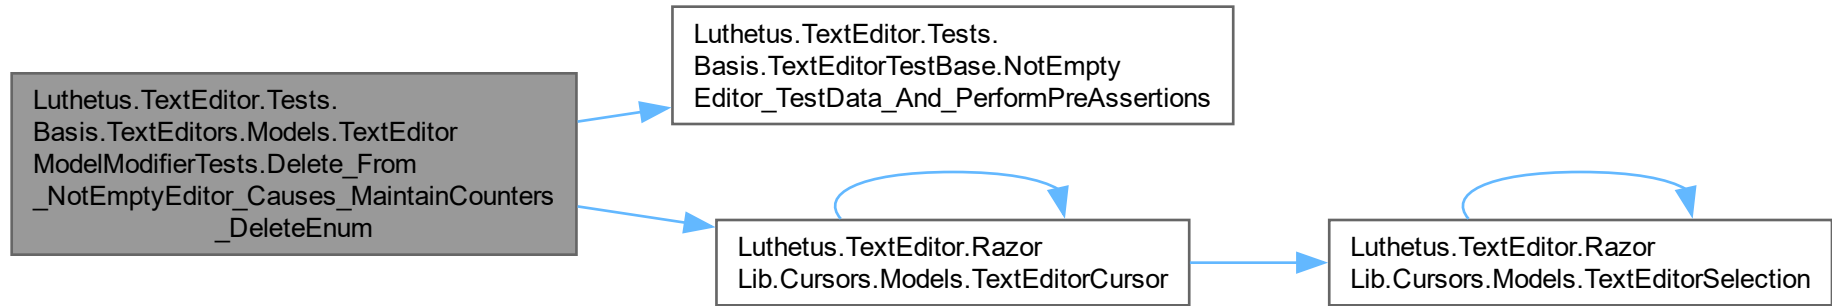 Luthetus.TextEditor.Tests.
Basis.TextEditors.Models.TextEditor
ModelModifierTests.Delete_From
_NotEmptyEditor_Causes_MaintainCounters
_DeleteEnum
Luthetus.TextEditor.Tests.
Basis.TextEditorTestBase.NotEmpty
Editor_TestData_And_PerformPreAssertions
Luthetus.TextEditor.Razor
Lib.Cursors.Models.TextEditorCursor
Luthetus.TextEditor.Razor
Lib.Cursors.Models.TextEditorSelection